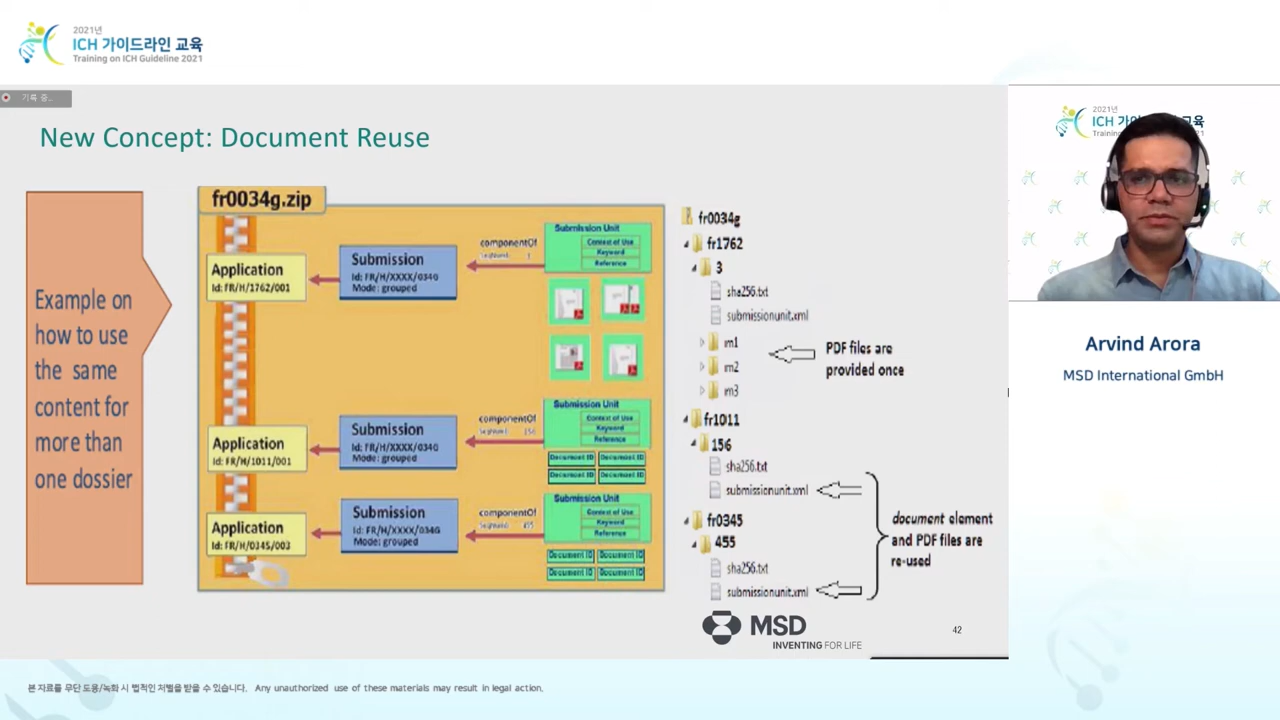 2021년
ICH 가이드라인 교육
Training on ICH Guideline 2021
기록 중...
New Concept: Document Reuse
Example on
how to use
the same
content for
more than
one dossier
fr0034g.zip
Application
Id: FR/H/1762/001
Submission
Id: FR/H/XXXX/034G
Mode: grouped
componentOf
Submission Unit
Context of Use
Keyword
Reference
Application
Id: FR/H/1011/001
Submission
Id: FR/H/XXXX/034G
Mode: grouped
componentOf
Submission Unit
Context of Use
Keyword
Reference
Document ID Document ID
Document ID Document ID
Application
Id: FR/H/0345/003
Submission
Id: FR/H/XXXX/034G
Mode: grouped
componentOf
Submission Unit
Context of Use
Keyword
Reference
Document ID Document ID
Document ID Document ID
fr0034g
fr1762
3
sha256.txt
submissionunit.xml
m1
m2
m3
PDF files are
provided once
fr1011
156
sha256.txt
submissionunit.xml
fr0345
455
sha256.txt
submissionunit.xml
document element
and PDF files are
re-used
MSD
INVENTING FOR LIFE
42
2021년
ICH 교육
Arvind Arora
MSD International GmbH
본 자료를 무단 도용/녹화 시 법적인 처벌을 받을 수 있습니다. Any unauthorized use of these materials may result in legal action.